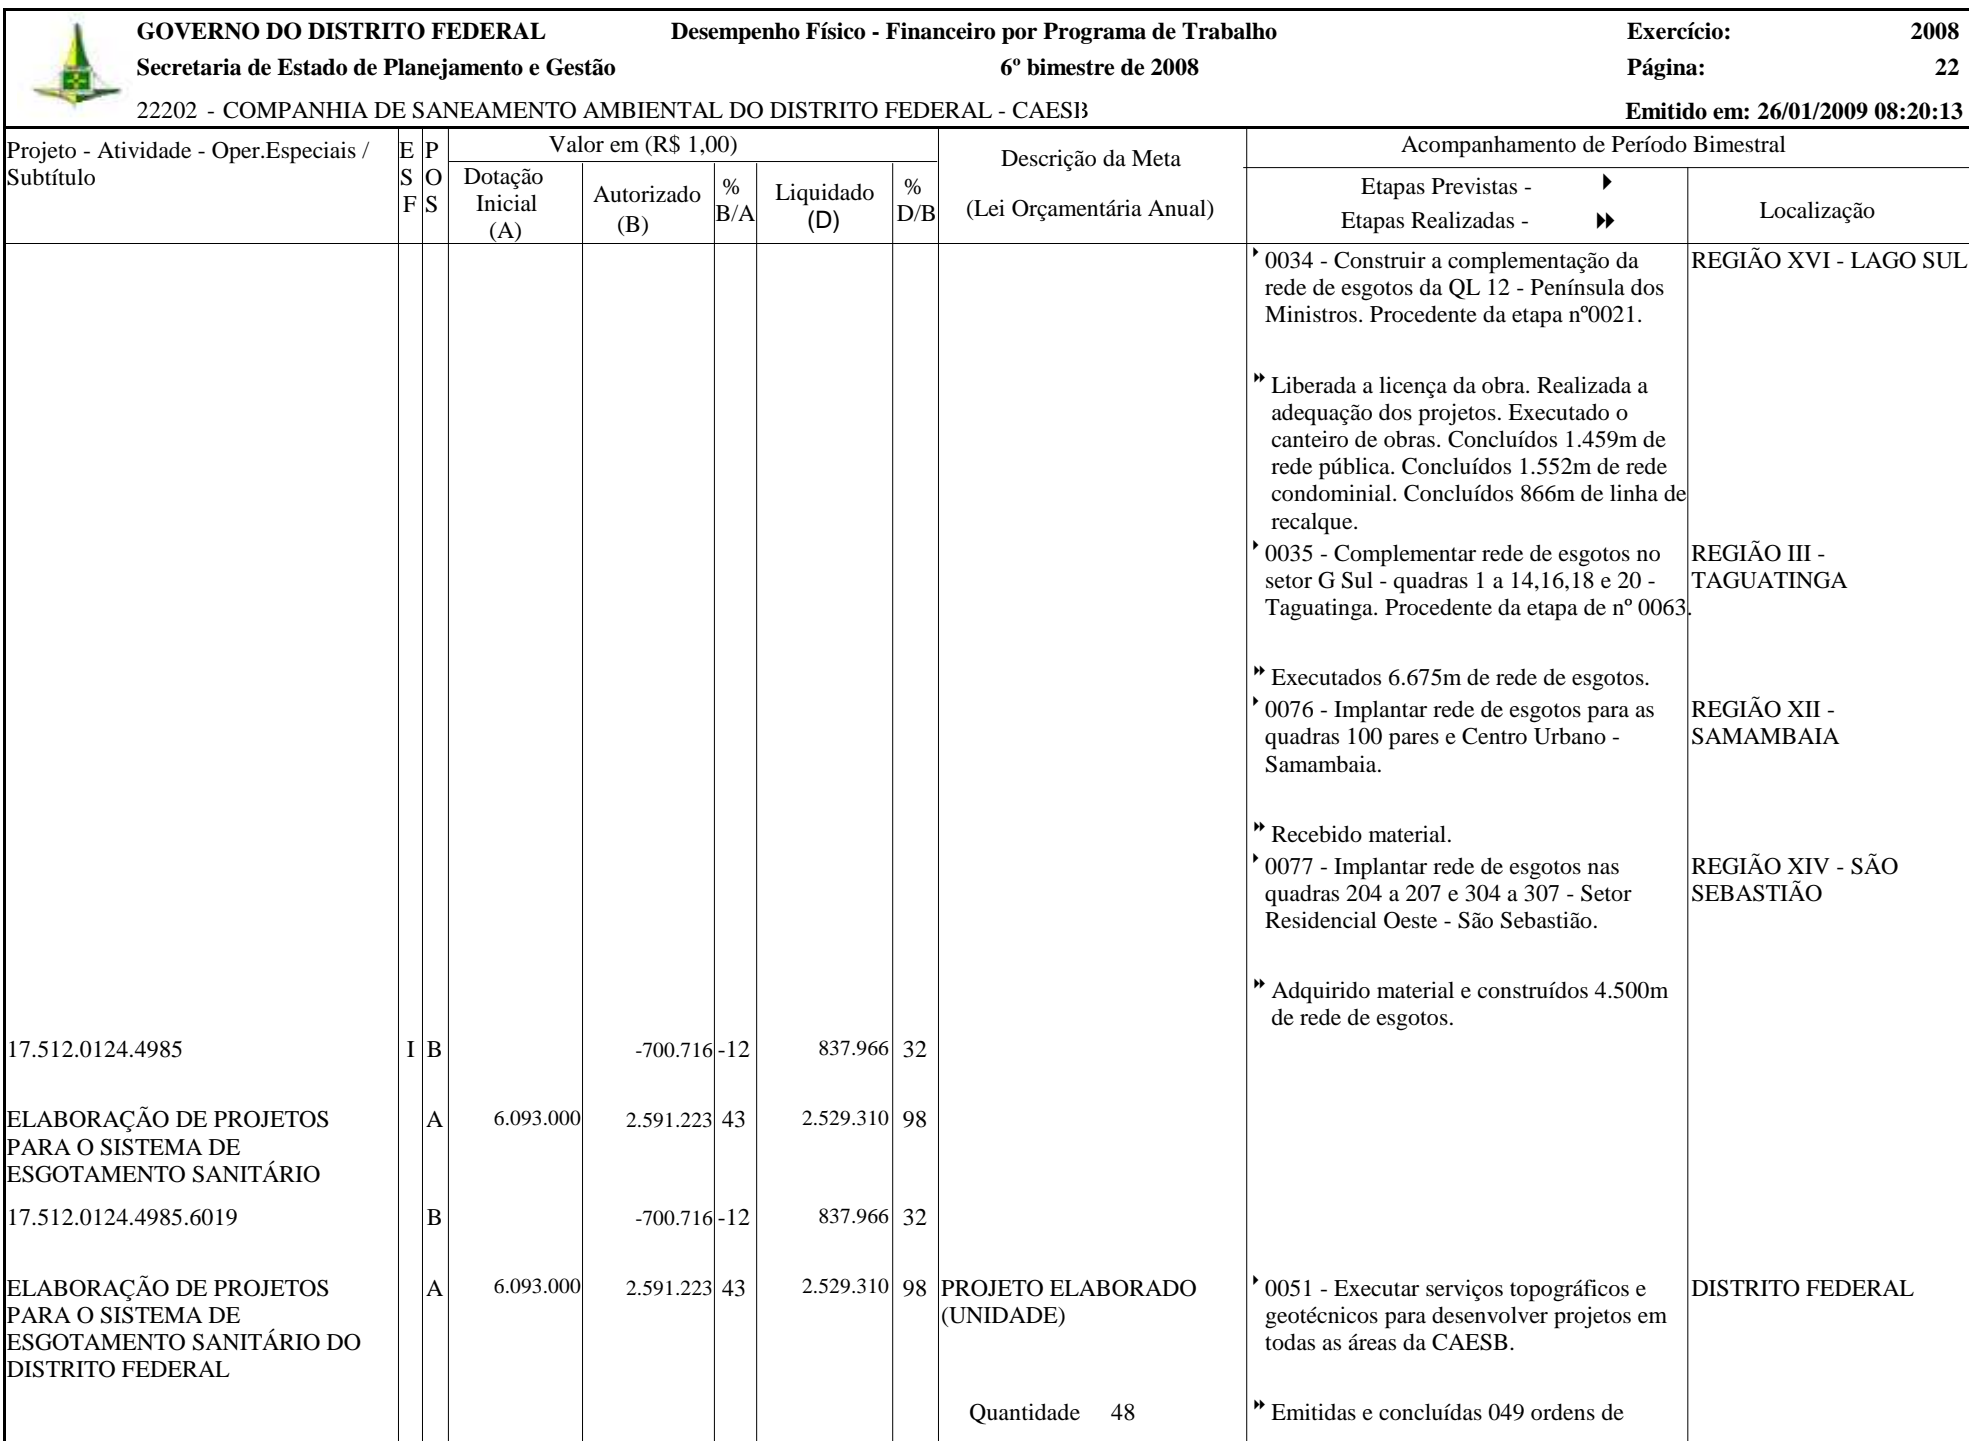 GOVERNO DO DISTRITO FEDERAL Desempenho Físico - Financeiro por Programa de Trabalho Exercício: 2008
Secretaria de Estado de Planejamento e Gestão 6º bimestre de 2008 Página: 22
22202 - COMPANHIA DE SANEAMENTO AMBIENTAL DO DISTRITO FEDERAL - CAESB Emitido em: 26/01/2009 08:20:13
Projeto - Atividade - Oper.Especiais /
Subtítulo
E
S
F
P
O
S
Valor em (R$ 1,00)
Dotação
Inicial
(A)
Autorizado
(B)
%
B/A
Liquidado
(D)
%
D/B
Descrição da Meta
(Lei Orçamentária Anual)
Acompanhamento de Período Bimestral
Etapas Previstas -
Etapas Realizadas -
Localização
0034 - Construir a complementação da REGIÃO XVI - LAGO SUL
rede de esgotos da QL 12 - Península dos
Ministros. Procedente da etapa nº0021.
Liberada a licença da obra. Realizada a
adequação dos projetos. Executado o
canteiro de obras. Concluídos 1.459m de
rede pública. Concluídos 1.552m de rede
condominial. Concluídos 866m de linha de
recalque.
0035 - Complementar rede de esgotos no REGIÃO III -
setor G Sul - quadras 1 a 14,16,18 e 20 - TAGUATINGA
Taguatinga. Procedente da etapa de nº 0063.
Executados 6.675m de rede de esgotos.
0076 - Implantar rede de esgotos para as REGIÃO XII -
quadras 100 pares e Centro Urbano - SAMAMBAIA
Samambaia.
Recebido material.
0077 - Implantar rede de esgotos nas REGIÃO XIV - SÃO
quadras 204 a 207 e 304 a 307 - Setor SEBASTIÃO
Residencial Oeste - São Sebastião.
Adquirido material e construídos 4.500m
de rede de esgotos.
17.512.0124.4985 I B -700.716 -12 837.966 32
ELABORAÇÃO DE PROJETOS A 6.093.000 2.591.223 43 2.529.310 98
PARA O SISTEMA DE
ESGOTAMENTO SANITÁRIO
17.512.0124.4985.6019 B -700.716 -12 837.966 32
ELABORAÇÃO DE PROJETOS A 6.093.000 2.591.223 43 2.529.310 98 PROJETO ELABORADO 0051 - Executar serviços topográficos e DISTRITO FEDERAL
PARA O SISTEMA DE (UNIDADE) geotécnicos para desenvolver projetos em
ESGOTAMENTO SANITÁRIO DO todas as áreas da CAESB.
DISTRITO FEDERAL
Quantidade 48 Emitidas e concluídas 049 ordens de